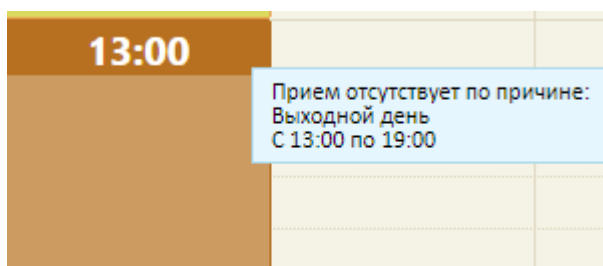 13:00
Прием отсутствует по причине:
Выходной день
С 13:00 по 19:00